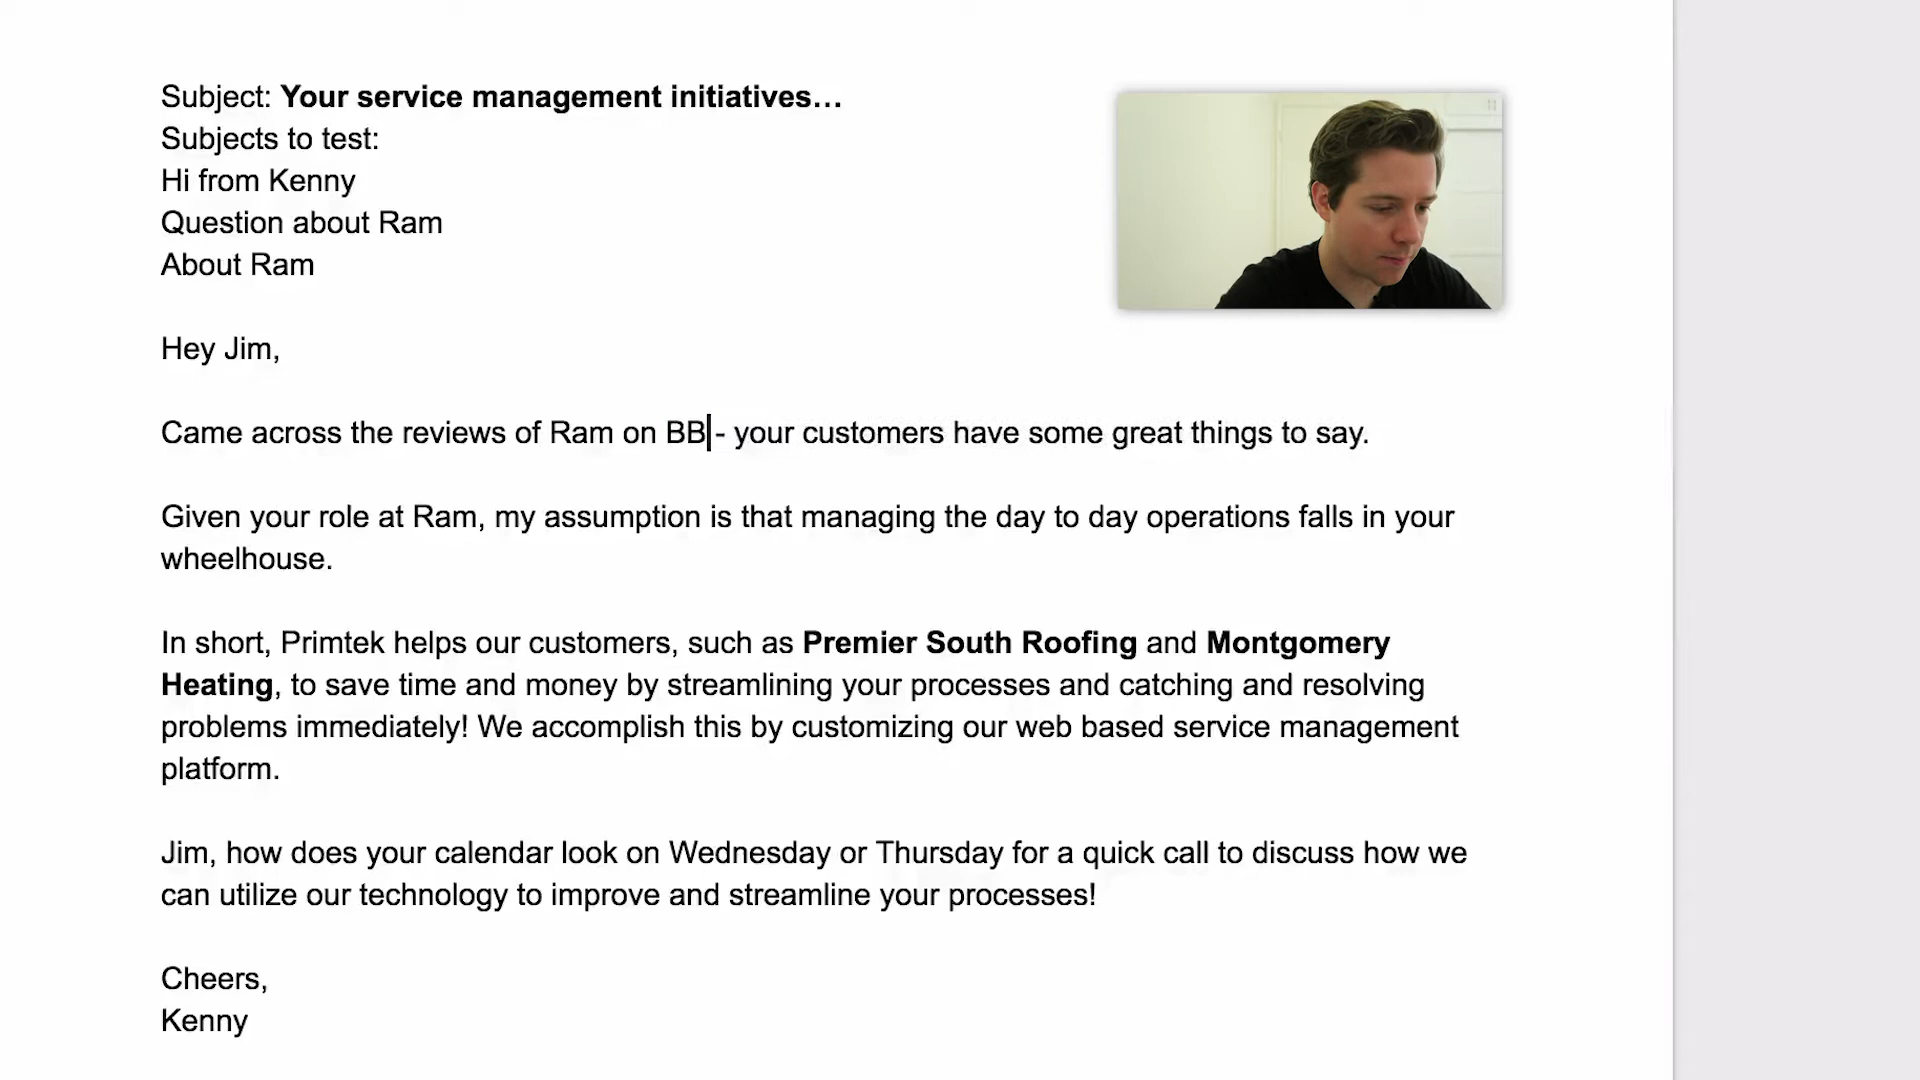 Subject: Your service management initiatives…
Subjects to test:
Hi from Kenny
Question about Ram
About Ram
Hey Jim,
Came across the reviews of Ram on BB - your customers have some great things to say.
Given your role at Ram, my assumption is that managing the day to day operations falls in your
wheelhouse.
In short, Primtek helps our customers, such as Premier South Roofing and Montgomery
Heating, to save time and money by streamlining your processes and catching and resolving
problems immediately! We accomplish this by customizing our web based service management
platform.
Jim, how does your calendar look on Wednesday or Thursday for a quick call to discuss how we
can utilize our technology to improve and streamline your processes!
Cheers,
Kenny